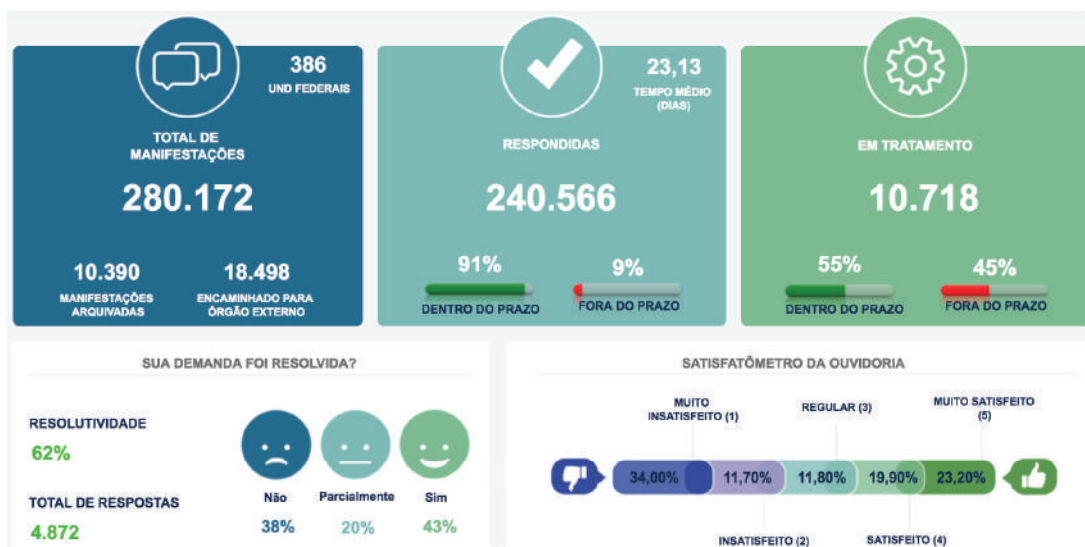 386
UND FEDERAIS
TOTAL DE
MANIFESTAÇÕES
280.172
10.390
MANIFESTAÇÕES
ARQUIVADAS
18.498
ENCAMINHADO PARA
ÓRGÃO EXTERNO
23,13
TEMPO MÉDIO
(DIAS)
RESPONDIDAS
240.566
91%
DENTRO DO PRAZO
9%
FORA DO PRAZO
EM TRATAMENTO
10.718
55%
DENTRO DO PRAZO
45%
FORA DO PRAZO
SUA DEMANDA FOI RESOLVIDA?
RESOLUTIVIDADE
62%
TOTAL DE RESPOSTAS
4.872
Não
38%
Parcialmente
20%
Sim
43%
SATISFATÔMETRO DA OUVIDORIA
MUITO
INSATISFEITO (1)
REGULAR (3)
MUITO SATISFEITO
(5)
34,00%
11,70%
11,80%
19,90%
23,20%
INSATISFEITO (2)
SATISFEITO (4)